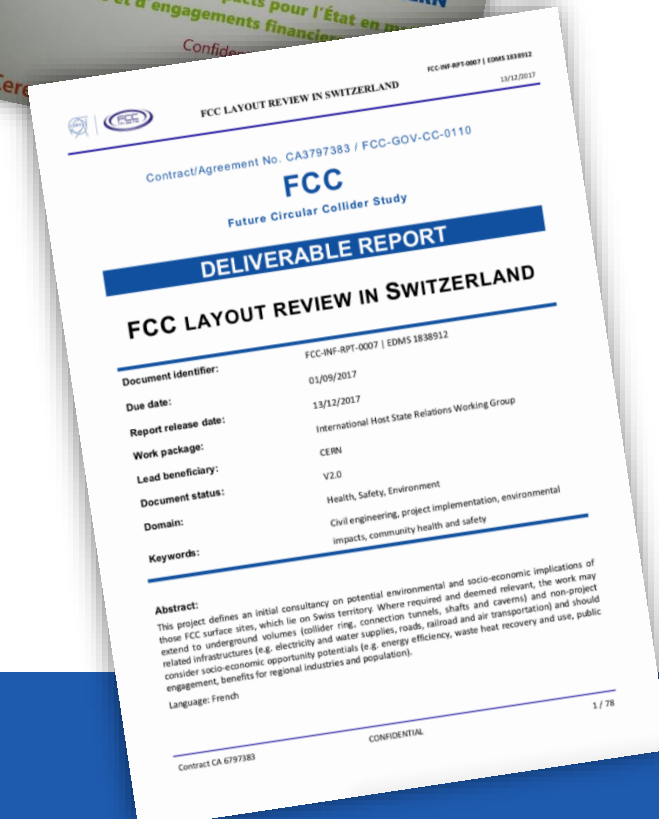 pacts pour l'État en m
et d'engagements financier
Confiden
Cere
FCC LAYOUT REVIEW IN SWITZERLAND
FCC-INF-RPT-0007 | EDMS 1838912
13/12/2017
FCC
Contract/Agreement No. CA3797383 / FCC-GOV-CC-0110
FCC
Future Circular Collider Study
DELIVERABLE REPORT
FCC LAYOUT REVIEW IN SWITZERLAND
Document identifier: FCC-INF-RPT-0007 | EDMS 1838912
Due date: 01/09/2017
Report release date: 13/12/2017
Work package: International Host State Relations Working Group
Lead beneficiary: CERN
Document status: V2.0
Domain: Health, Safety, Environment
Keywords: Civil engineering, project implementation, environmental
impacts, community health and safety
Abstract:
This project defines an initial consultancy on potential environmental and socio-economic implications of
those FCC surface sites, which lie on Swiss territory. Where required and deemed relevant, the work may
extend to underground volumes (collider ring, connection tunnels, shafts and caverns) and non-project
related infrastructures (e.g. electricity and water supplies, roads, railroad and air transportation) and should
consider socio-economic opportunity potentials (e.g. energy efficiency, waste heat recovery and use, public
engagement, benefits for regional industries and population).
Language: French
Contract CA 6797383
CONFIDENTIAL
1 / 78